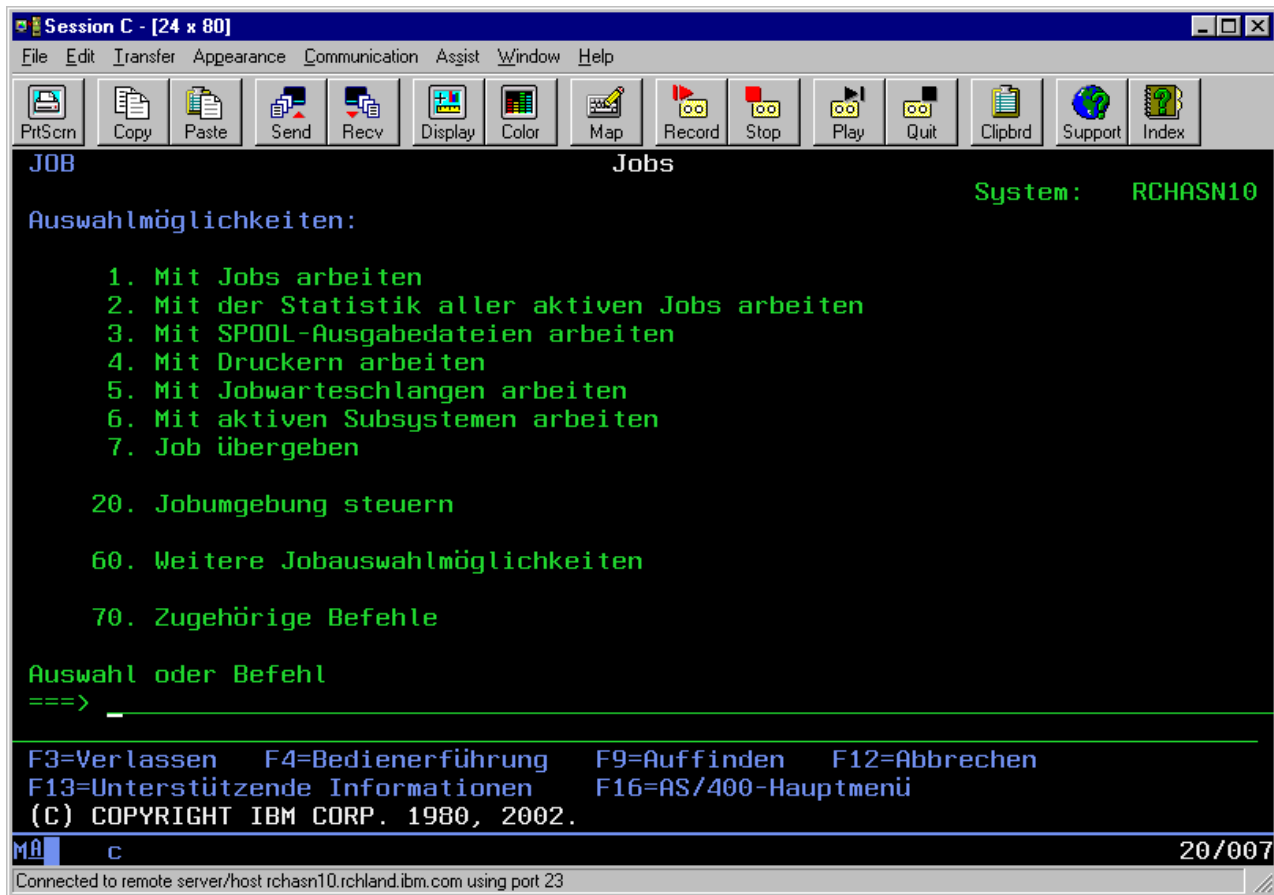 Session C - [24 x 80]
File Edit Transfer Appearance Communication Assist Window Help
PrtScrn Copy Paste Send Recv Display Color Map Record Stop Play Quit Clipbrd Support Index
JOB Jobs
System: RCHASN10
Auswahlmöglichkeiten:
1. Mit Jobs arbeiten
2. Mit der Statistik aller aktiven Jobs arbeiten
3. Mit SPOOL-Ausgabedateien arbeiten
4. Mit Druckern arbeiten
5. Mit Jobwarteschlangen arbeiten
6. Mit aktiven Subsystemen arbeiten
7. Job übergeben
20. Jobumgebung steuern
60. Weitere Jobauswahlmöglichkeiten
70. Zugehörige Befehle
Auswahl oder Befehl
===> _
F3=Verlassen F4=Bedienerführung F9=Auffinden F12=Abbrechen
F13=Unterstützende Informationen F16=AS/400-Hauptmenü
(C) COPYRIGHT IBM CORP. 1980, 2002.
MA c 20/007
Connected to remote server/host rchasn10.rchland.ibm.com using port 23